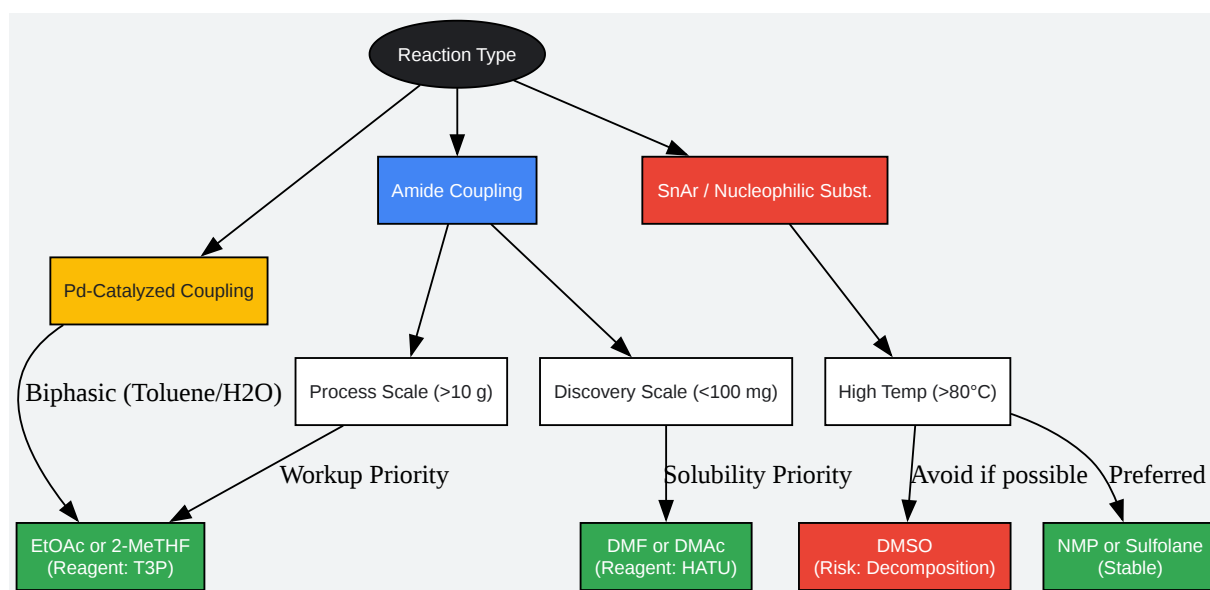 Reaction Type
Amide Coupling
SnAr / Nucleophilic Subst.
Pd-Catalyzed Coupling
Biphasic (Toluene/H2O)
Process Scale (>10 g)
Discovery Scale (<100 mg)
High Temp (>80°C)
Workup Priority
Solubility Priority
Avoid if possible
Preferred
EtOAc or 2-MeTHF
(Reagent: T3P)
DMF or DMAc
(Reagent: HATU)
DMSO
(Risk: Decomposition)
NMP or Sulfolane
(Stable)